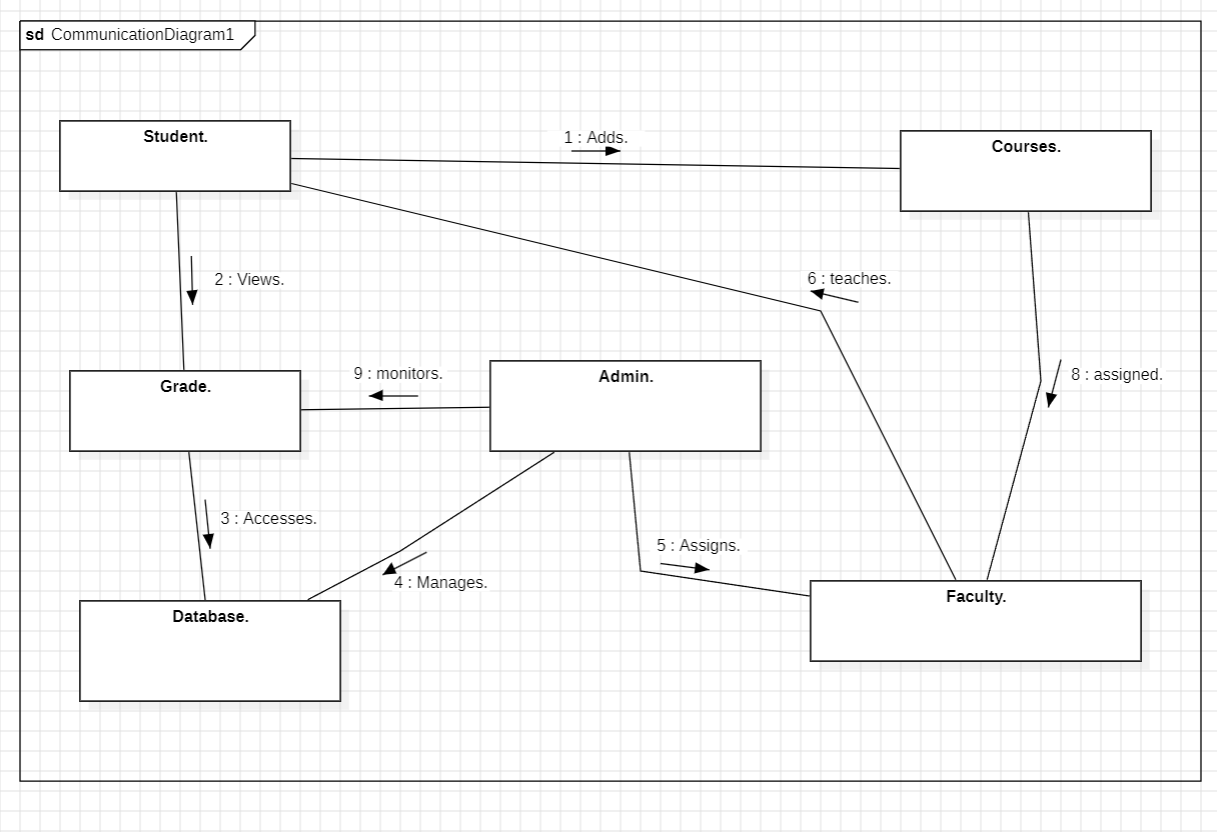 sd CommunicationDiagram1
Student.
1 : Adds.
Courses.
2 : Views.
6 : teaches.
Grade.
9 : monitors.
Admin.
8 : assigned.
3 : Accesses.
4 : Manages.
5 : Assigns.
Database.
Faculty.